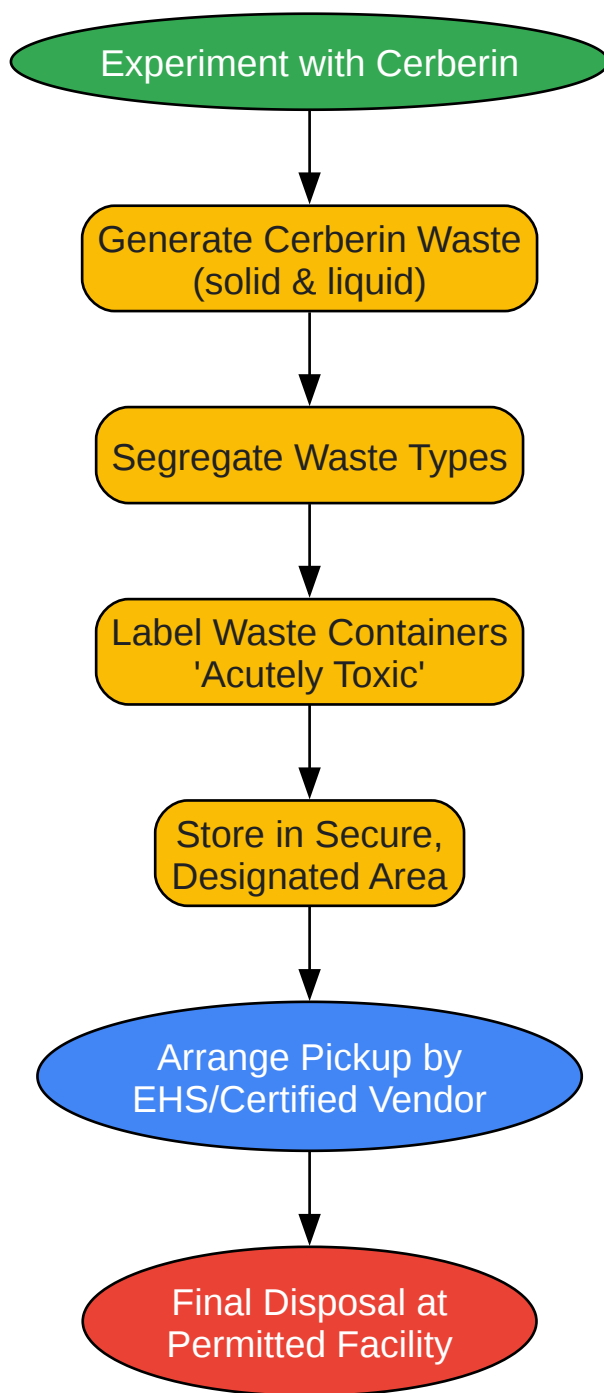 Experiment with Cerberin
Generate Cerberin Waste
(solid & liquid)
Segregate Waste Types
Label Waste Containers
'Acutely Toxic'
Store in Secure,
Designated Area
Arrange Pickup by
EHS/Certified Vendor
Final Disposal at
Permitted Facility